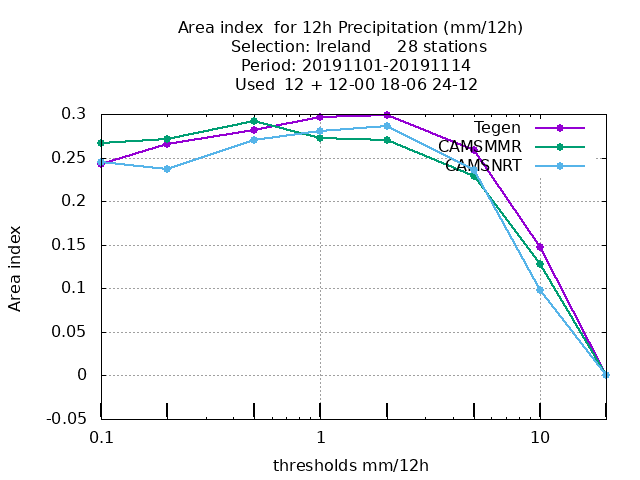 Area index  for 12h Precipitation (mm/12h)
Selection: Ireland     28 stations
Period: 20191101-20191114
Used  12 + 12-00 18-06 24-12
0.3
0.25
0.2
0.15
0.1
0.05
0
-0.05
Area index
Tegen
CAMSMMR
CAMSNRT
0.1
1
10
thresholds mm/12h